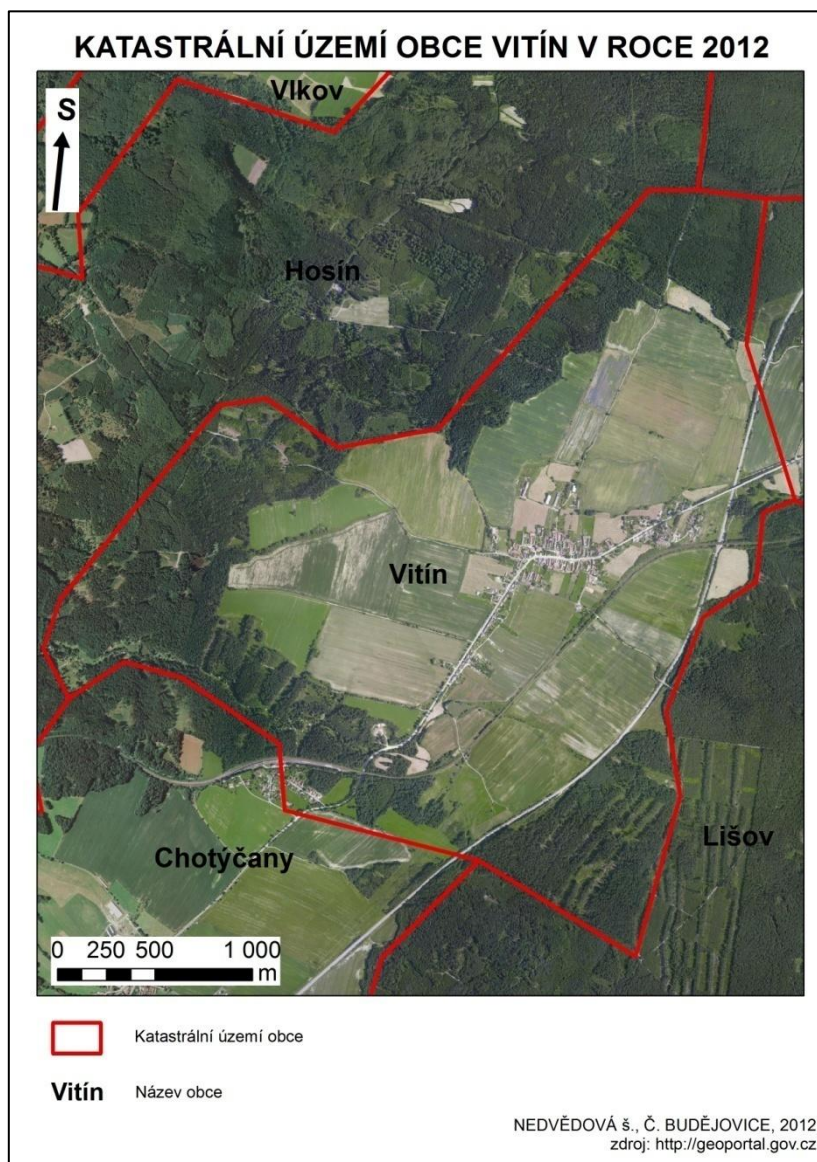 KATASTRÁLNÍ ÚZEMÍ OBCE VITÍN V ROCE 2012
Vlkov
S
Hosín
Vitín
Lišov
Chotýčany
0 250 500 1 000
m
Katastrální území obce
Vitín Název obce
NEDVĚDOVÁ š., Č. BUDĚJOVICE, 2012
zdroj: http://geoportal.gov.cz